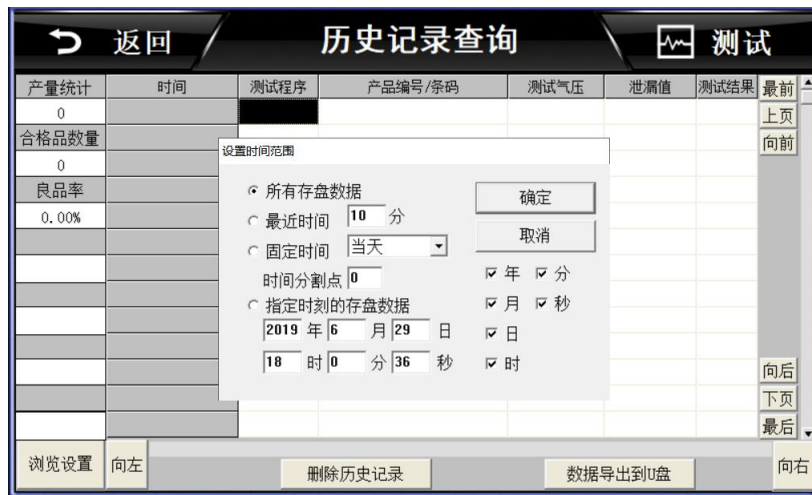 返回
历史记录查询
测试
产量统计 时间 测试程序 产品编号/条码 测试气压 泄漏值 测试结果 最前
0 上页
合格品数量 向前
0
良品率
0.00%
设置时间范围
所有存盘数据 确定
最近时间 10 分
固定时间 当天 取消
时间分割点 0 年 分
指定时刻的存盘数据 月 秒
2019 年 6 月 29 日 日
18 时 0 分 36 秒 时
向后
下页
最后
浏览设置 向左 删除历史记录 数据导出到U盘 向右